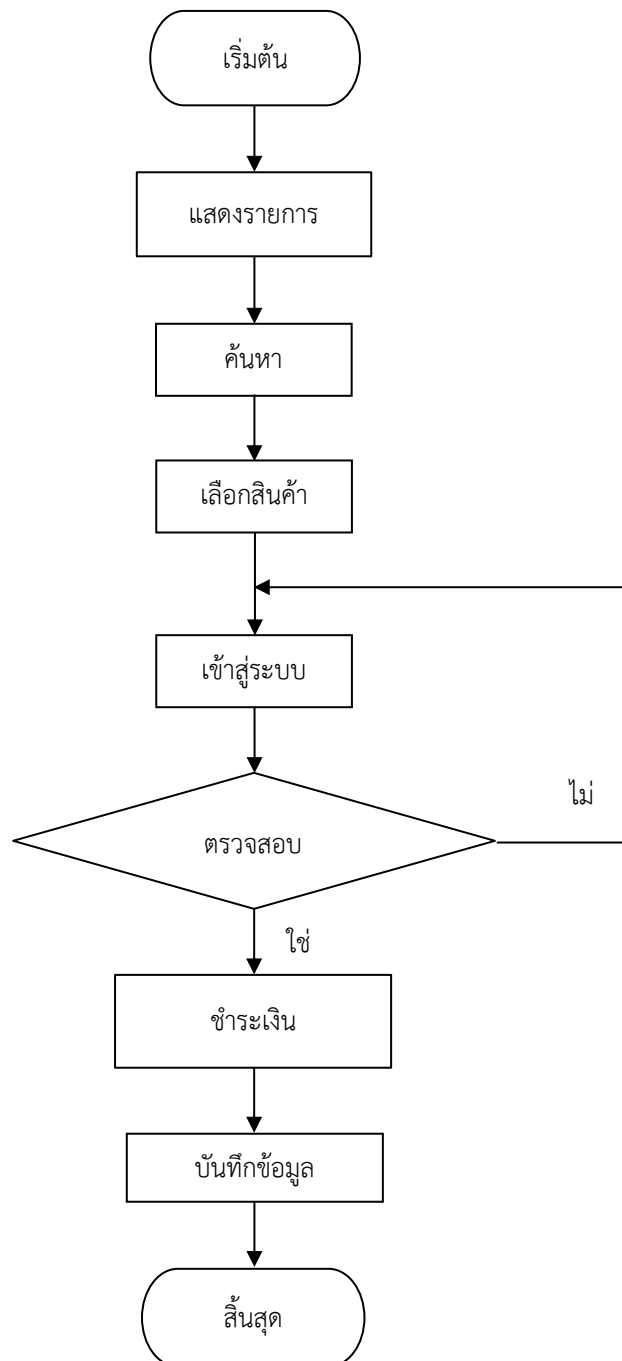 เริ่มต้น
แสดงรายการ
ค้นหา
เลือกสินค้า
เข้าสู่ระบบ
ไม่
ตรวจสอบ
ใช่
ชำระเงิน
บันทึกข้อมูล
สิ้นสุด